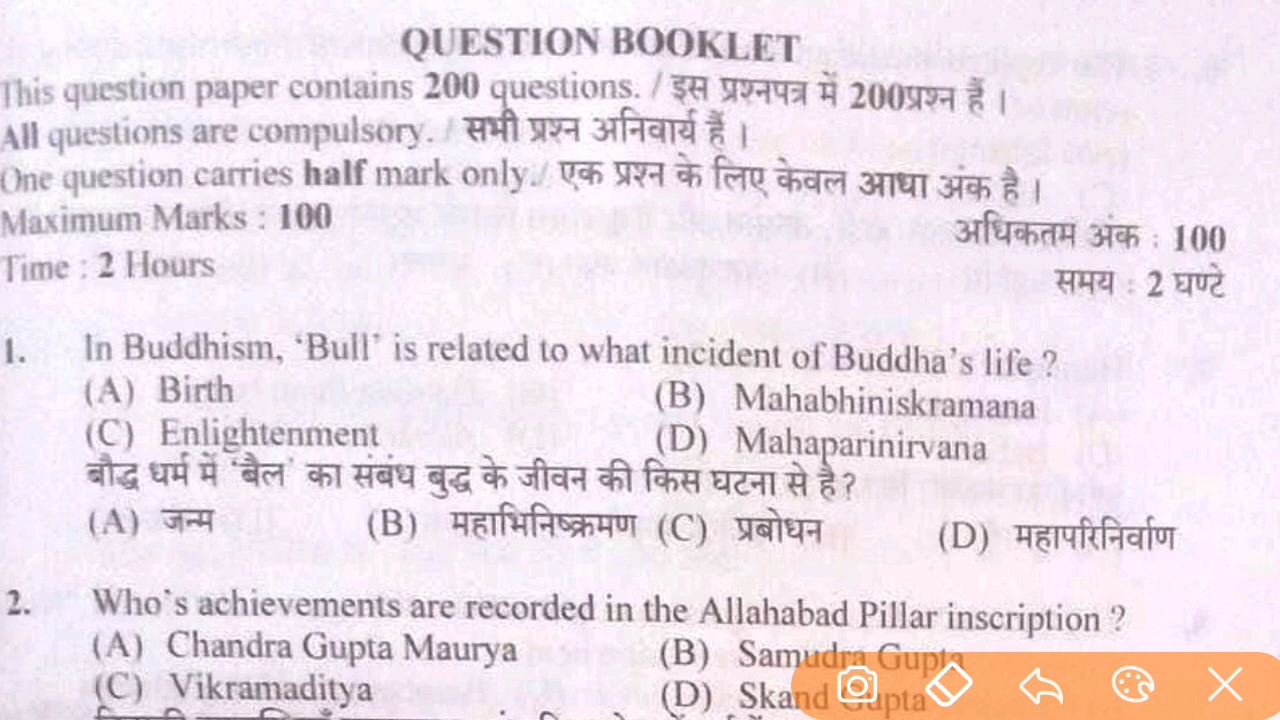 QUESTION BOOKLET
This question paper contains 200 questions. / इस प्रश्नपत्र में 200प्रश्न हैं ।
All questions are compulsory. / सभी प्रश्न अनिवार्य हैं ।
One question carries half mark only./ एक प्रश्न के लिए केवल आधा अंक है ।
Maximum Marks : 100 अधिकतम अंक : 100
Time : 2 Hours समय : 2 घण्टे
1. In Buddhism, ‘Bull’ is related to what incident of Buddha’s life ?
(A) Birth (B) Mahabhiniskramana
(C) Enlightenment (D) Mahaparinirvana
बौद्ध धर्म में ‘बैल’ का संबंध बुद्ध के जीवन की किस घटना से है?
(A) जन्म (B) महाभिनिष्क्रमण (C) प्रबोधन (D) महापरिनिर्वाण
2. Who’s achievements are recorded in the Allahabad Pillar inscription ?
(A) Chandra Gupta Maurya (B) Samudra Gupta
(C) Vikramaditya (D) Skand Gupta